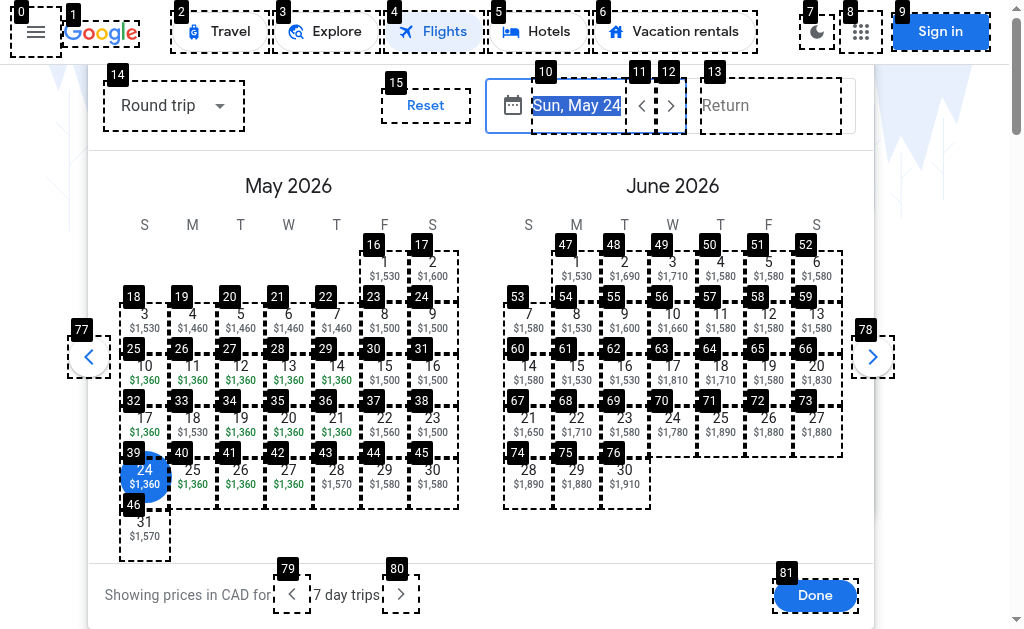 0 1 2 3 4 5 6 7 8 9
Google Travel Explore Flights Hotels Vacation rentals Sign in
14 15 10 11 12 13
Round trip Reset Sun, May 24 Return
May 2026
S M T W T F S
16 17
1 2
$1,530 $1,600
18 19 20 21 22 23 24
3 4 5 6 7 8 9
$1,530 $1,460 $1,460 $1,460 $1,460 $1,500 $1,500
25 26 27 28 29 30 31
10 11 12 13 14 15 16
$1,360 $1,360 $1,360 $1,360 $1,360 $1,500 $1,500
32 33 34 35 36 37 38
17 18 19 20 21 22 23
$1,360 $1,530 $1,360 $1,360 $1,360 $1,560 $1,500
39 40 41 42 43 44 45
24 25 26 27 28 29 30
$1,360 $1,360 $1,360 $1,360 $1,570 $1,580 $1,580
46
31
$1,570
June 2026
S M T W T F S
47 48 49 50 51 52
1 2 3 4 5 6
$1,530 $1,690 $1,710 $1,580 $1,580 $1,580
53 54 55 56 57 58 59
7 8 9 10 11 12 13
$1,580 $1,530 $1,600 $1,660 $1,580 $1,580 $1,580
60 61 62 63 64 65 66
14 15 16 17 18 19 20
$1,580 $1,530 $1,530 $1,810 $1,710 $1,580 $1,830
67 68 69 70 71 72 73
21 22 23 24 25 26 27
$1,650 $1,710 $1,580 $1,780 $1,890 $1,880 $1,880
74 75 76
28 29 30
$1,890 $1,880 $1,910
77 78
79 80 81
Showing prices in CAD for 7 day trips Done